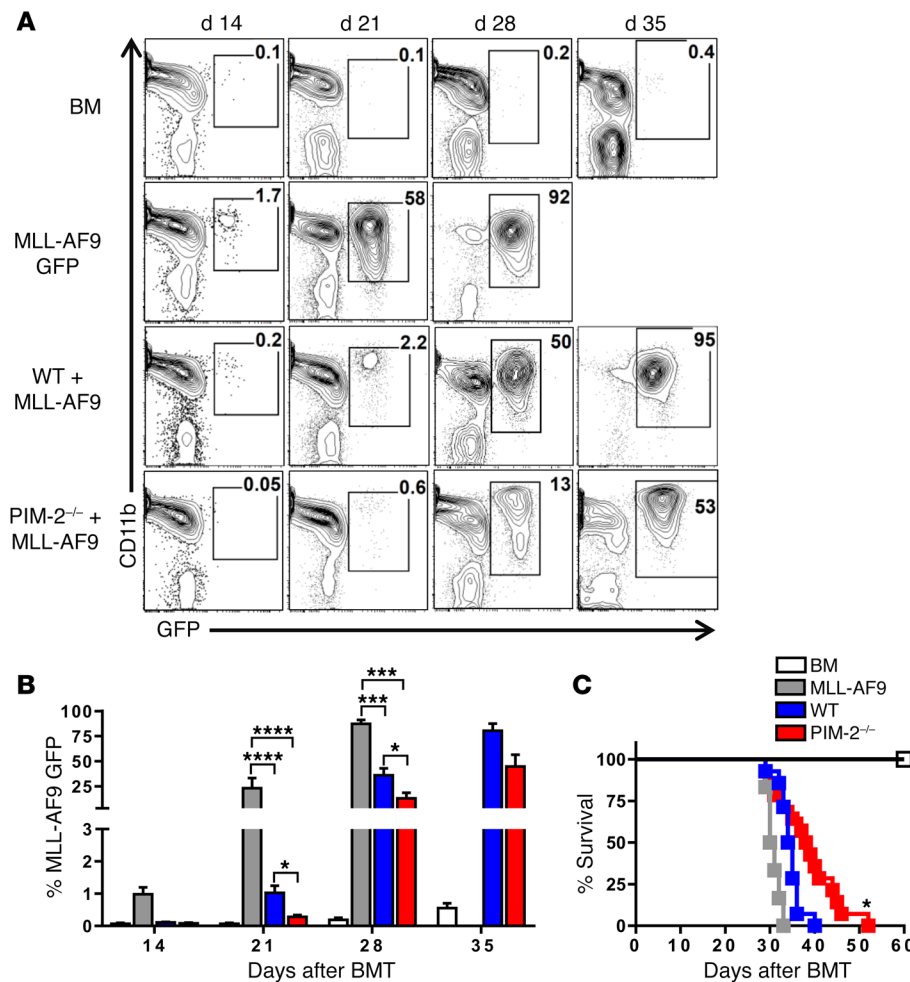 A
d 14 d 21 d 28 d 35
BM
0.1 0.1 0.2 0.4
MLL-AF9
GFP
1.7 58 92
WT +
MLL-AF9
0.2 2.2 50 95
PIM-2⁻/⁻ +
MLL-AF9
0.05 0.6 13 53
CD11b
GFP
B
% MLL-AF9 GFP
100
75
50
25
3
2
1
0
**** ****
*
*** ***
*
14 21 28 35
Days after BMT
C
BM
MLL-AF9
WT
PIM-2⁻/⁻
% Survival
100
75
50
25
0
*
0 10 20 30 40 50 60
Days after BMT